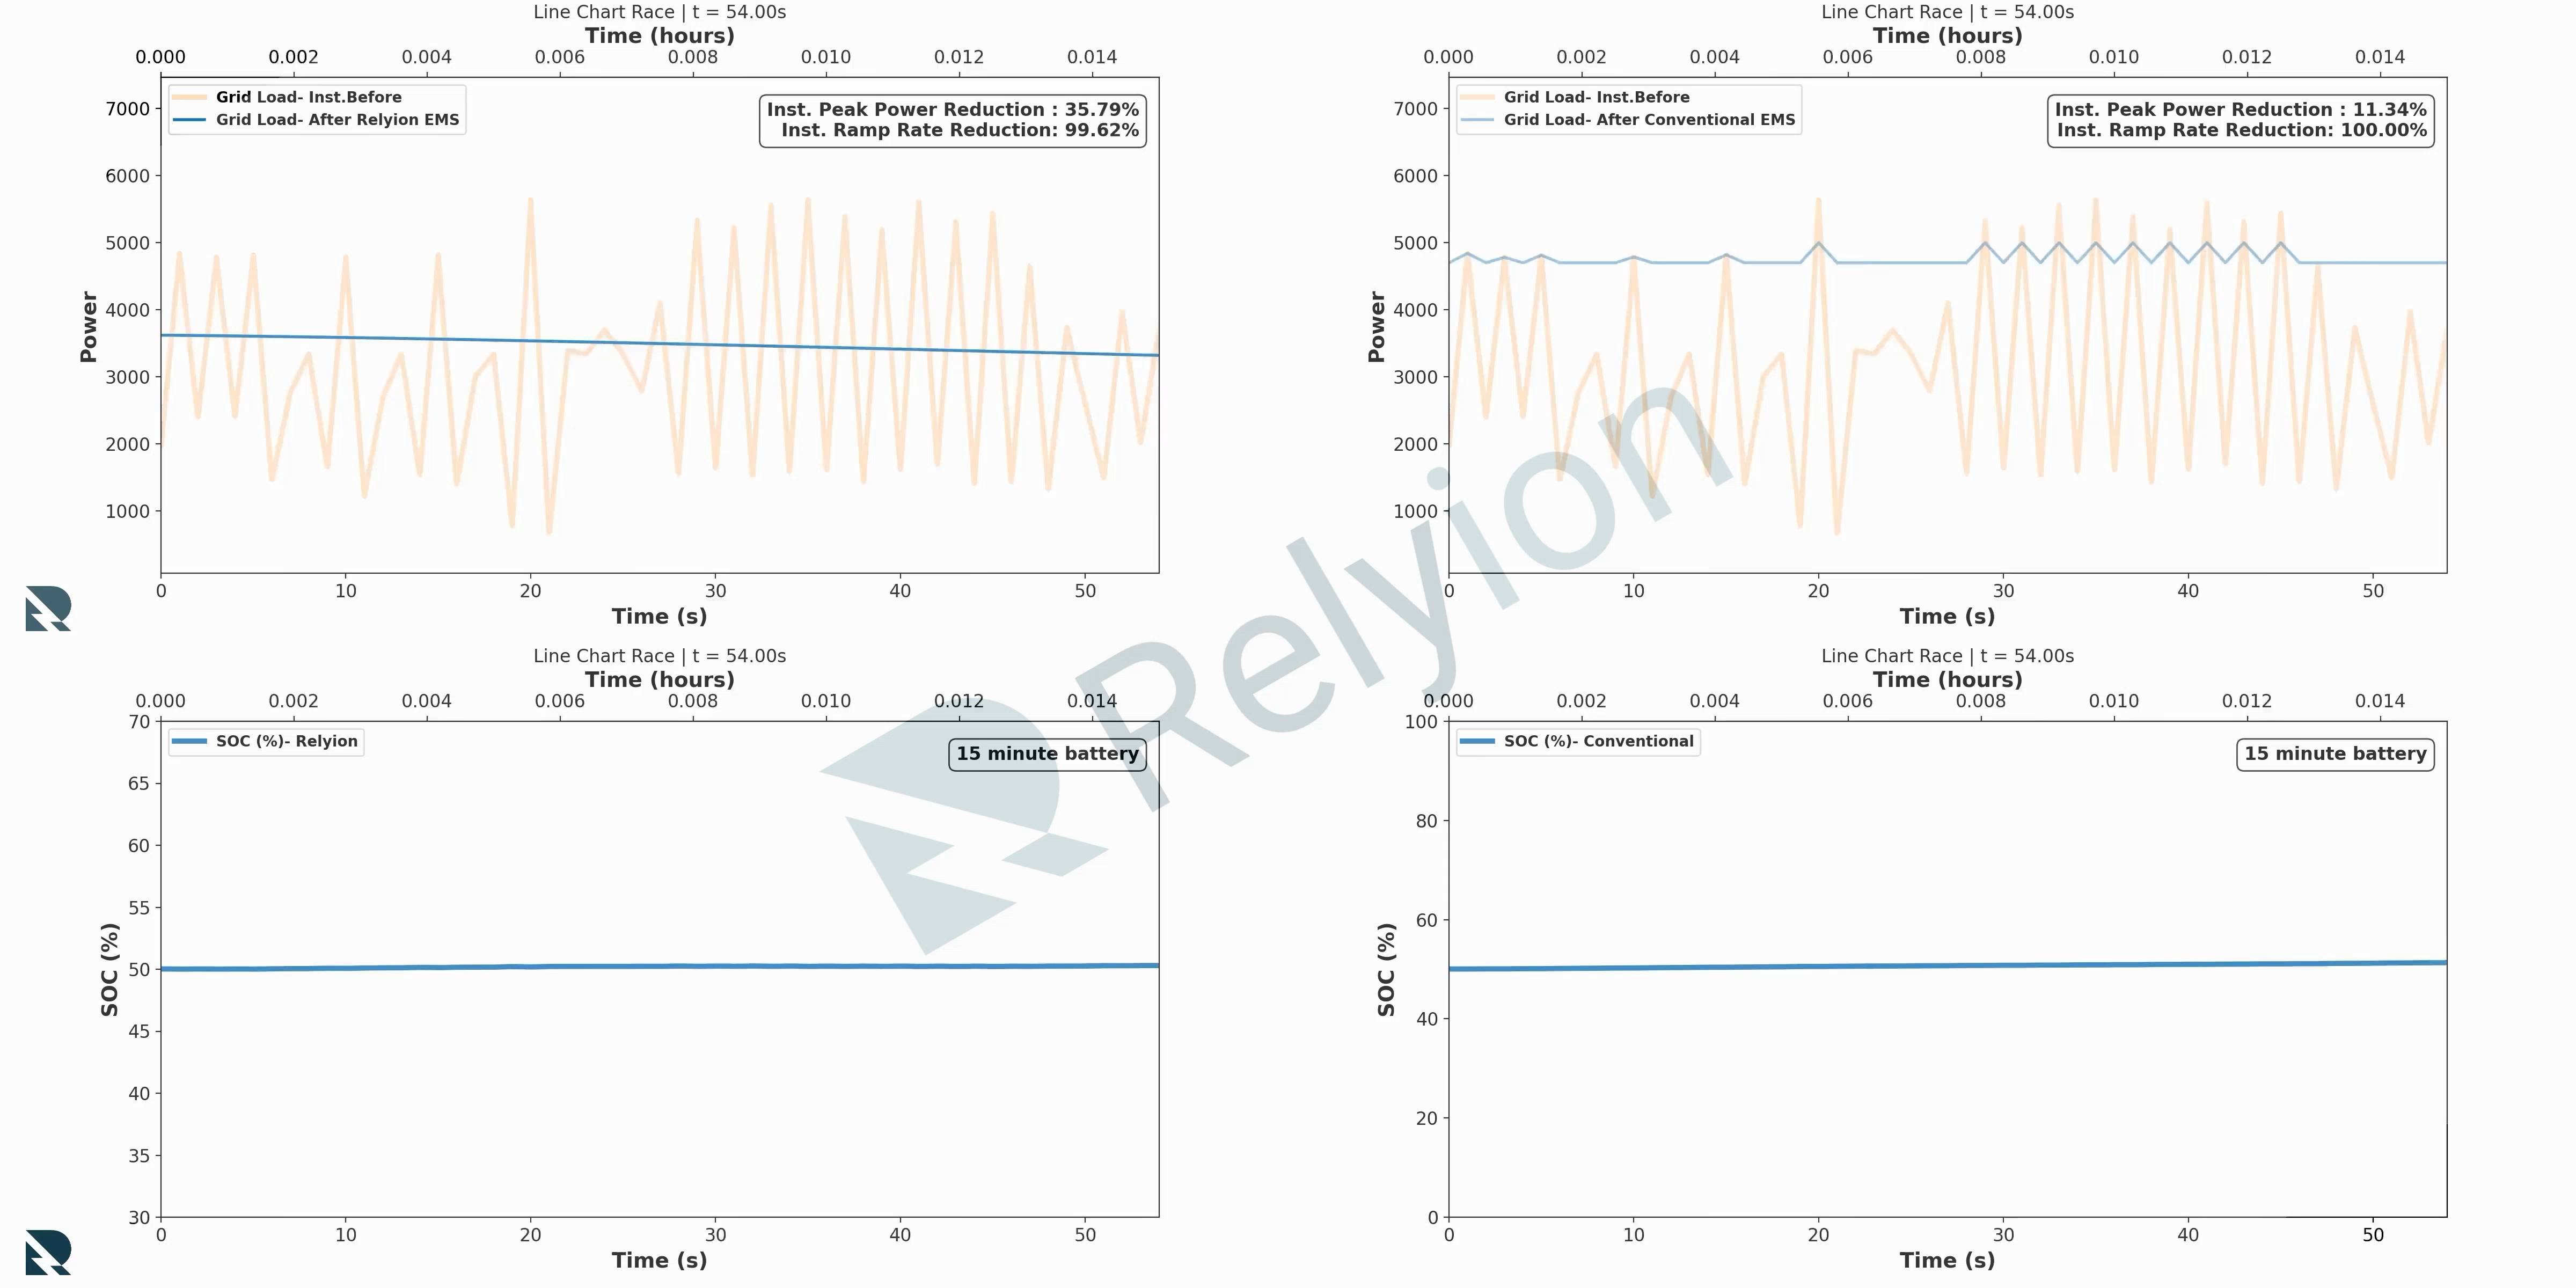 Line Chart Race | t = 54.00s
Time (hours)
0.000 0.002 0.004 0.006 0.008 0.010 0.012 0.014
Grid Load- Inst.Before
Grid Load- After Relyion EMS
Inst. Peak Power Reduction : 35.79%
Inst. Ramp Rate Reduction: 99.62%
7000
6000
5000
4000
3000
2000
1000
Power
0 10 20 30 40 50
Time (s)
Line Chart Race | t = 54.00s
Time (hours)
0.000 0.002 0.004 0.006 0.008 0.010 0.012 0.014
Grid Load- Inst.Before
Grid Load- After Conventional EMS
Inst. Peak Power Reduction : 11.34%
Inst. Ramp Rate Reduction: 100.00%
7000
6000
5000
4000
3000
2000
1000
Power
0 10 20 30 40 50
Time (s)
Relyion
Line Chart Race | t = 54.00s
Time (hours)
0.000 0.002 0.004 0.006 0.008 0.010 0.012 0.014
SOC (%)- Relyion
15 minute battery
70
65
60
55
50
45
40
35
30
SOC (%)
0 10 20 30 40 50
Time (s)
Line Chart Race | t = 54.00s
Time (hours)
0.000 0.002 0.004 0.006 0.008 0.010 0.012 0.014
SOC (%)- Conventional
15 minute battery
100
80
60
40
20
0
SOC (%)
0 10 20 30 40 50
Time (s)